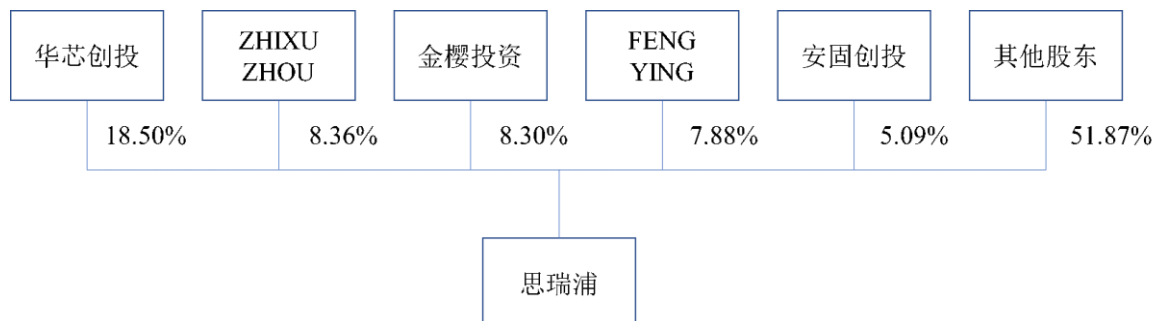 华芯创投
ZHIXU
ZHOU
金樱投资
FENG
YING
安固创投
其他股东
18.50%
8.36%
8.30%
7.88%
5.09%
51.87%
思瑞浦